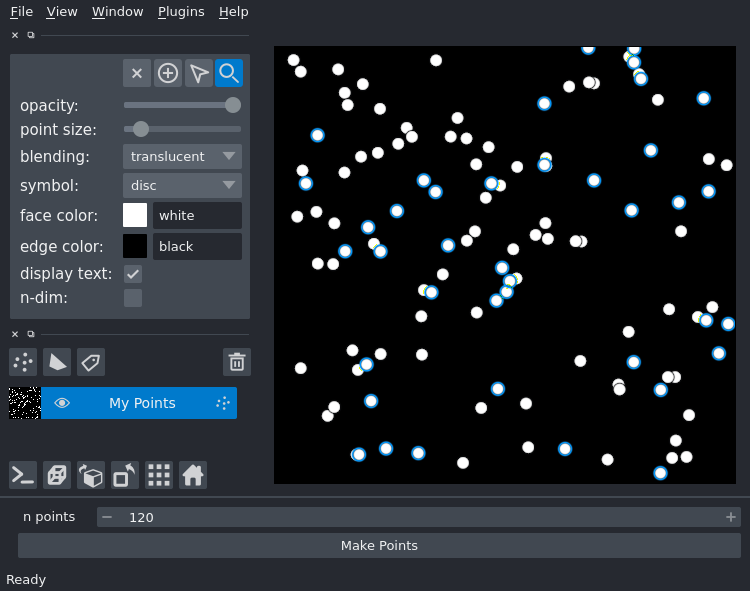 File View Window Plugins Help
opacity:
point size:
blending: translucent
symbol: disc
face color: white
edge color: black
display text:
n-dim:
My Points
n points 120
Make Points
Ready